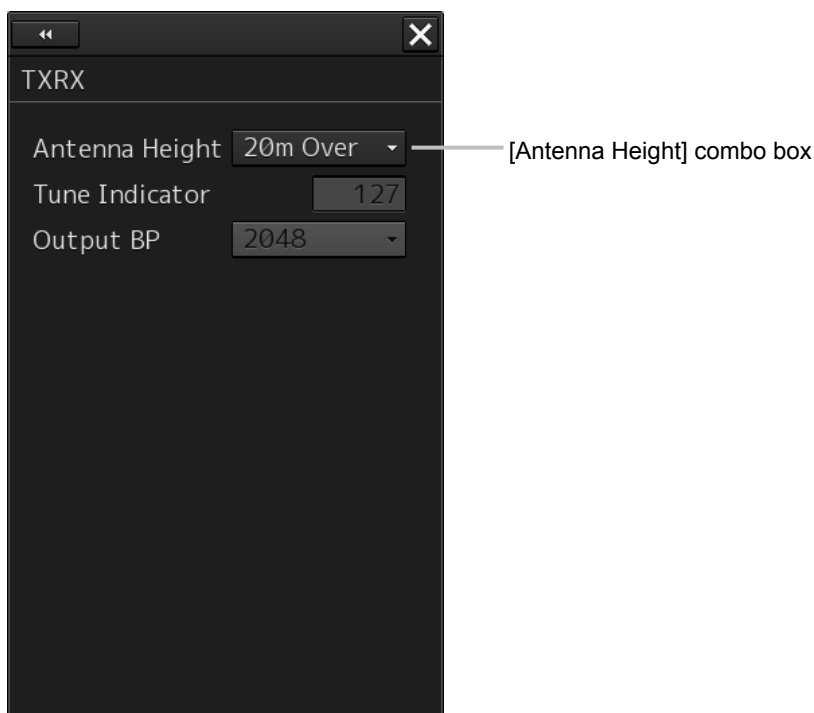 TXRX
Antenna Height 20m Over [Antenna Height] combo box
Tune Indicator 127
Output BP 2048